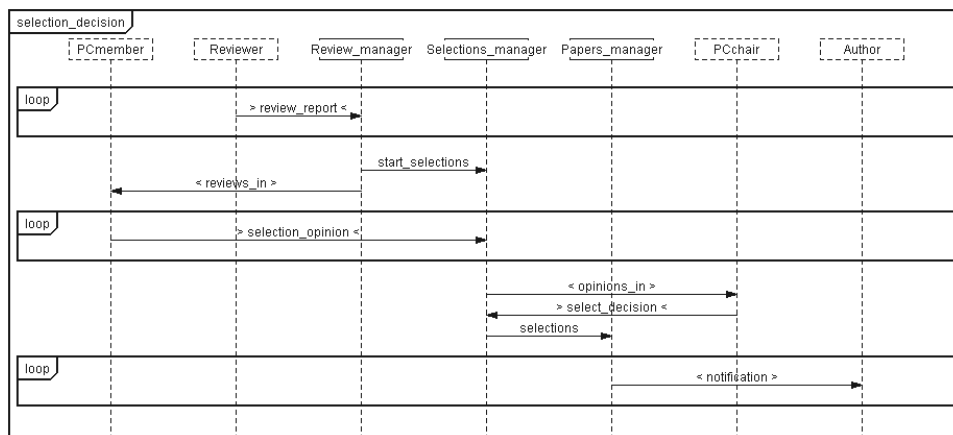 selection_decision
PCmember Reviewer Review_manager Selections_manager Papers_manager PCchair Author
loop
> review_report <
start_selections
< reviews_in >
loop
> selection_opinion <
< opinions_in >
> select_decision <
selections
loop
< notification >